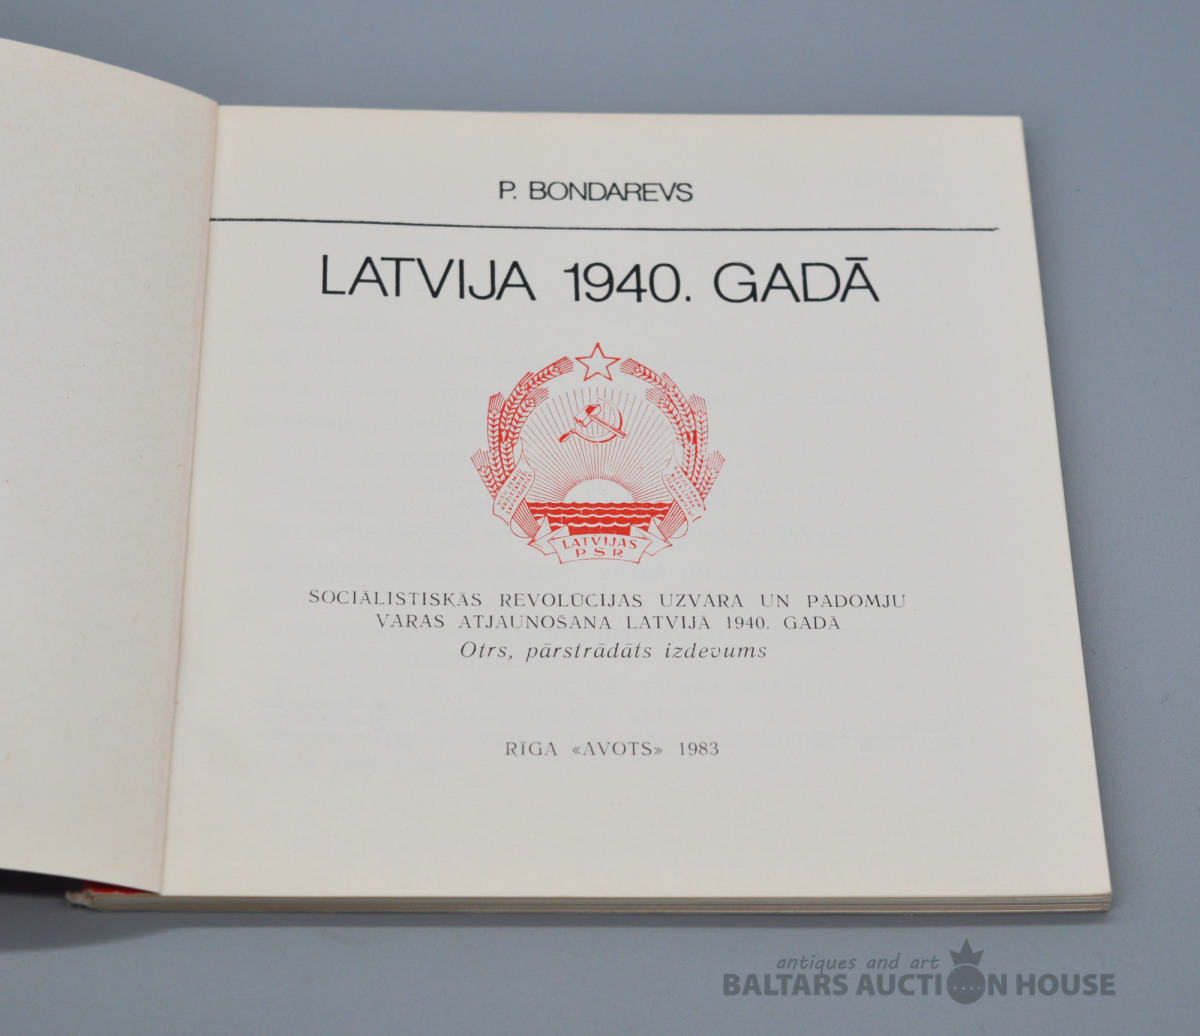 P. BONDAREVS
LATVIJA 1940. GADĀ
LATVIJAS
PSR
SOCIĀLISTISKĀS REVOLŪCIJAS UZVARA UN PADOMJU
VARAS ATJAUNOŠANA LATVIJĀ 1940. GADĀ
Otrs, pārstrādāts izdevums
RĪGA «AVOTS» 1983
antiques and art
BALTARS AUCTION HOUSE